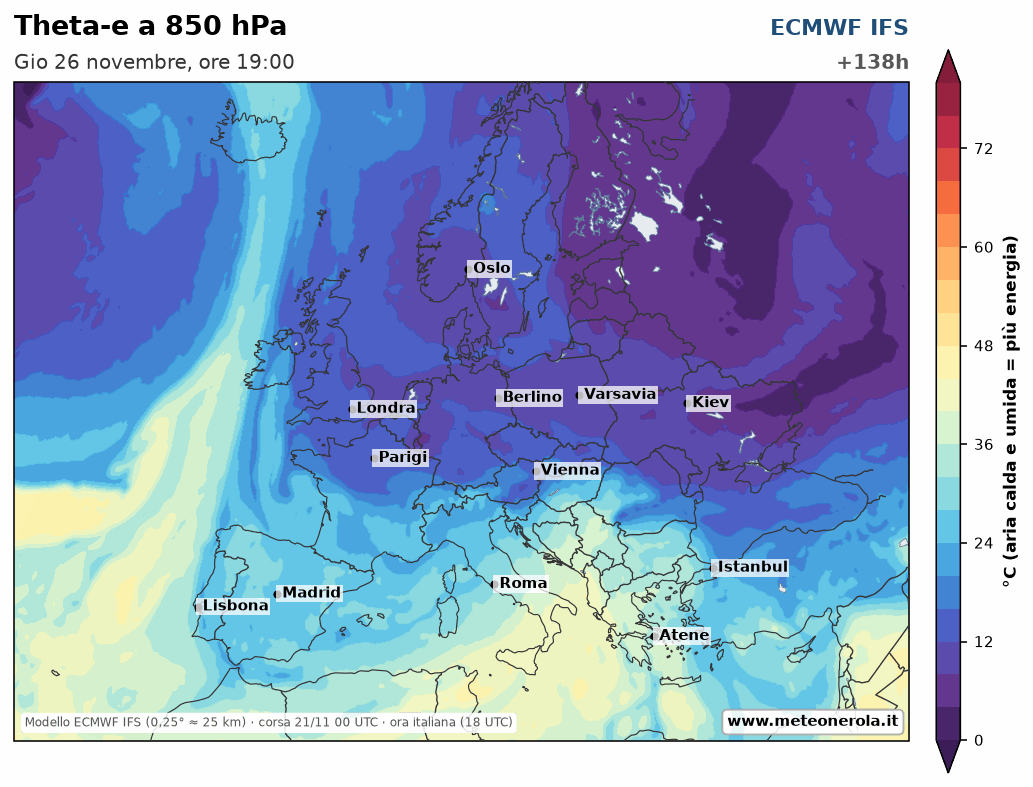 Theta-e a 850 hPa
ECMWF IFS
Gio 26 novembre, ore 19:00
+138h
72
60
48
36
24
12
0
°C (aria calda e umida = più energia)
Oslo
Londra
Berlino
Varsavia
Kiev
Parigi
Vienna
Istanbul
Roma
Madrid
Lisbona
Atene
Modello ECMWF IFS (0,25° ≈ 25 km) · corsa 21/11 00 UTC · ora italiana (18 UTC)
www.meteonerola.it